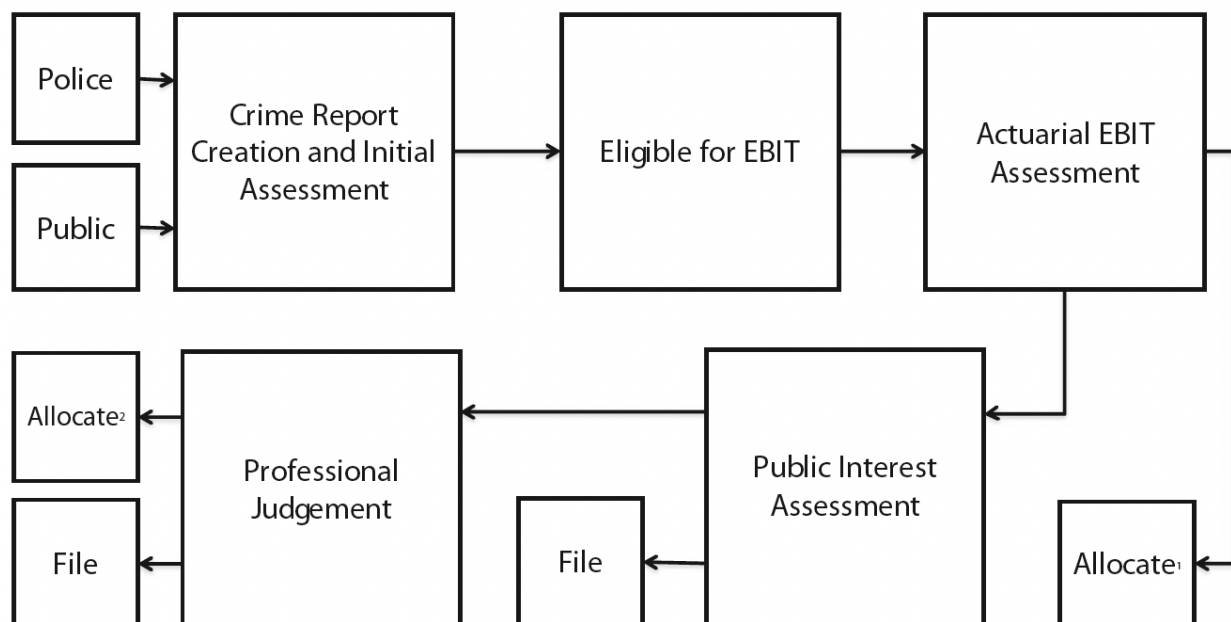 Police
Public
Crime Report
Creation and Initial
Assessment
Eligible for EBIT
Actuarial EBIT
Assessment
Allocate²
File
Professional
Judgement
File
Public Interest
Assessment
Allocate¹